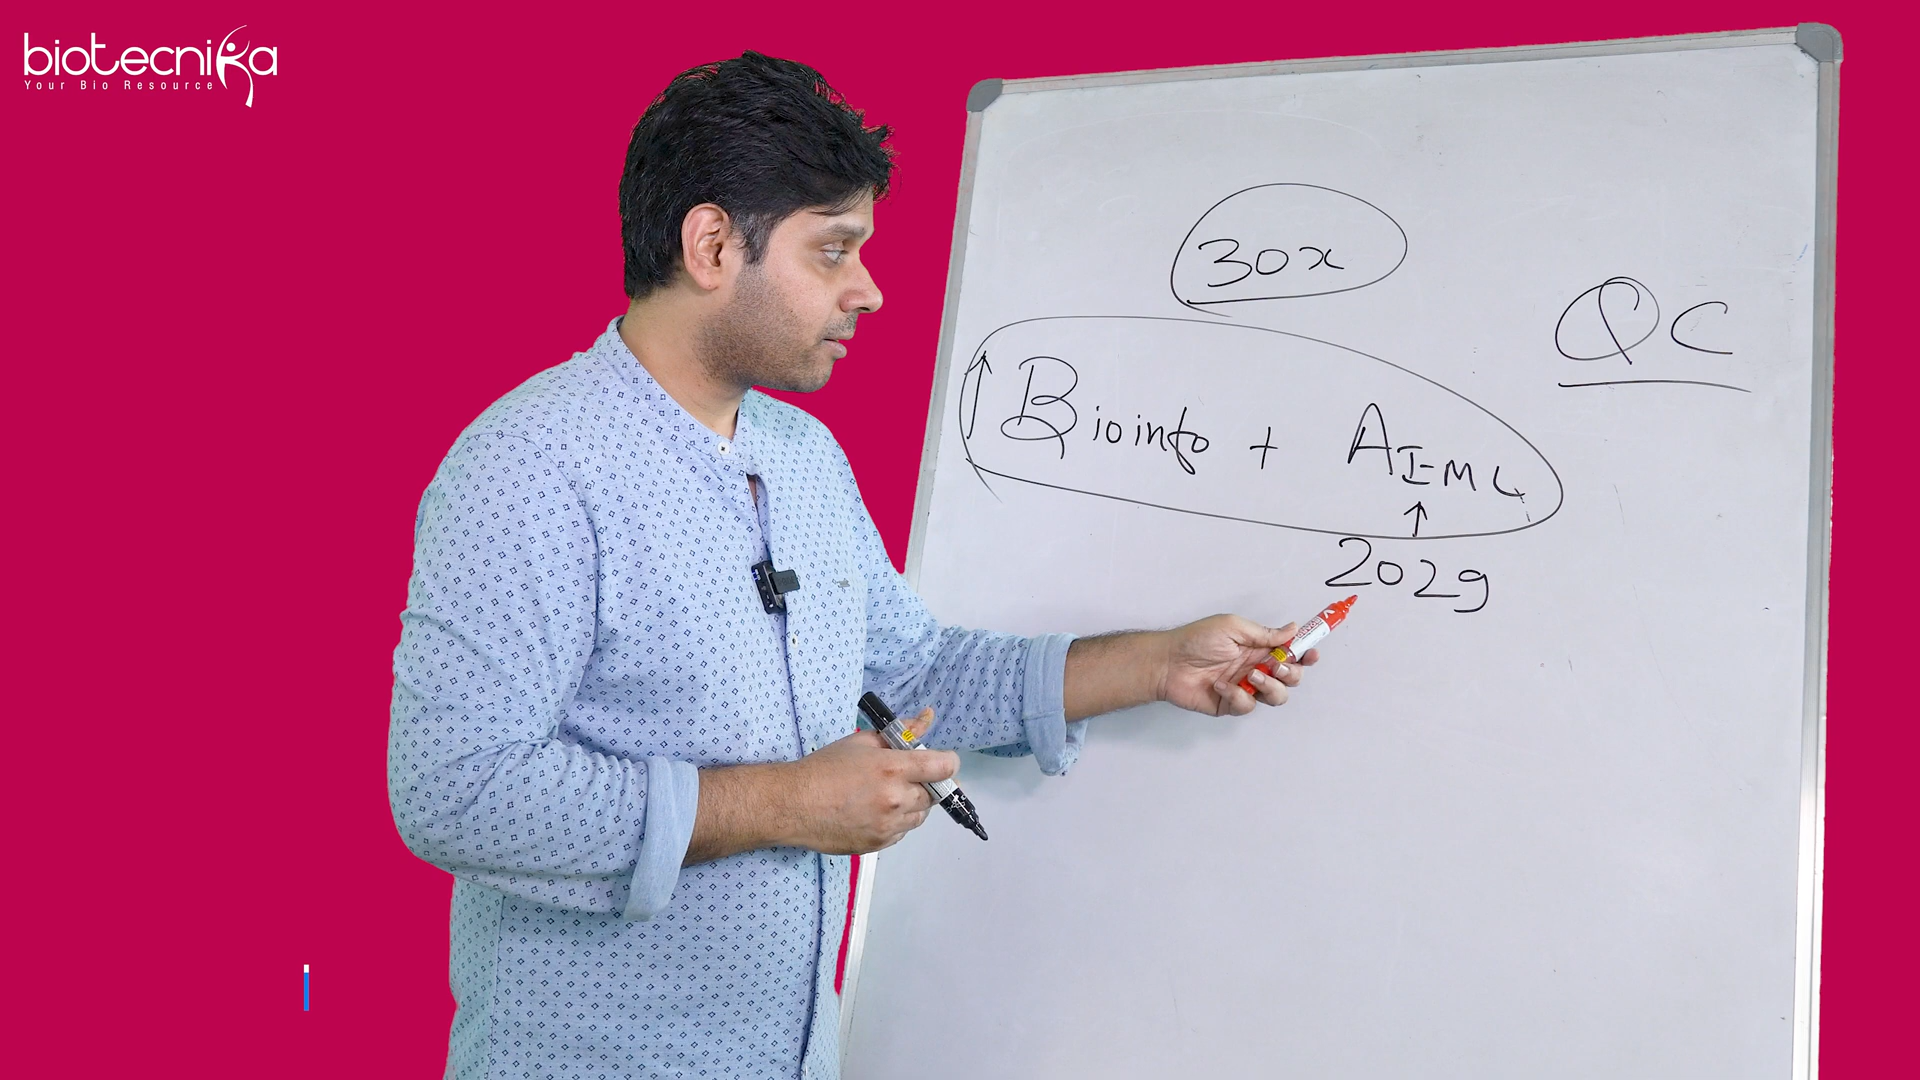 biotecnika
Your Bio Resource
30x
QC
↑ Bioinfo + AI-ML
↑
2029